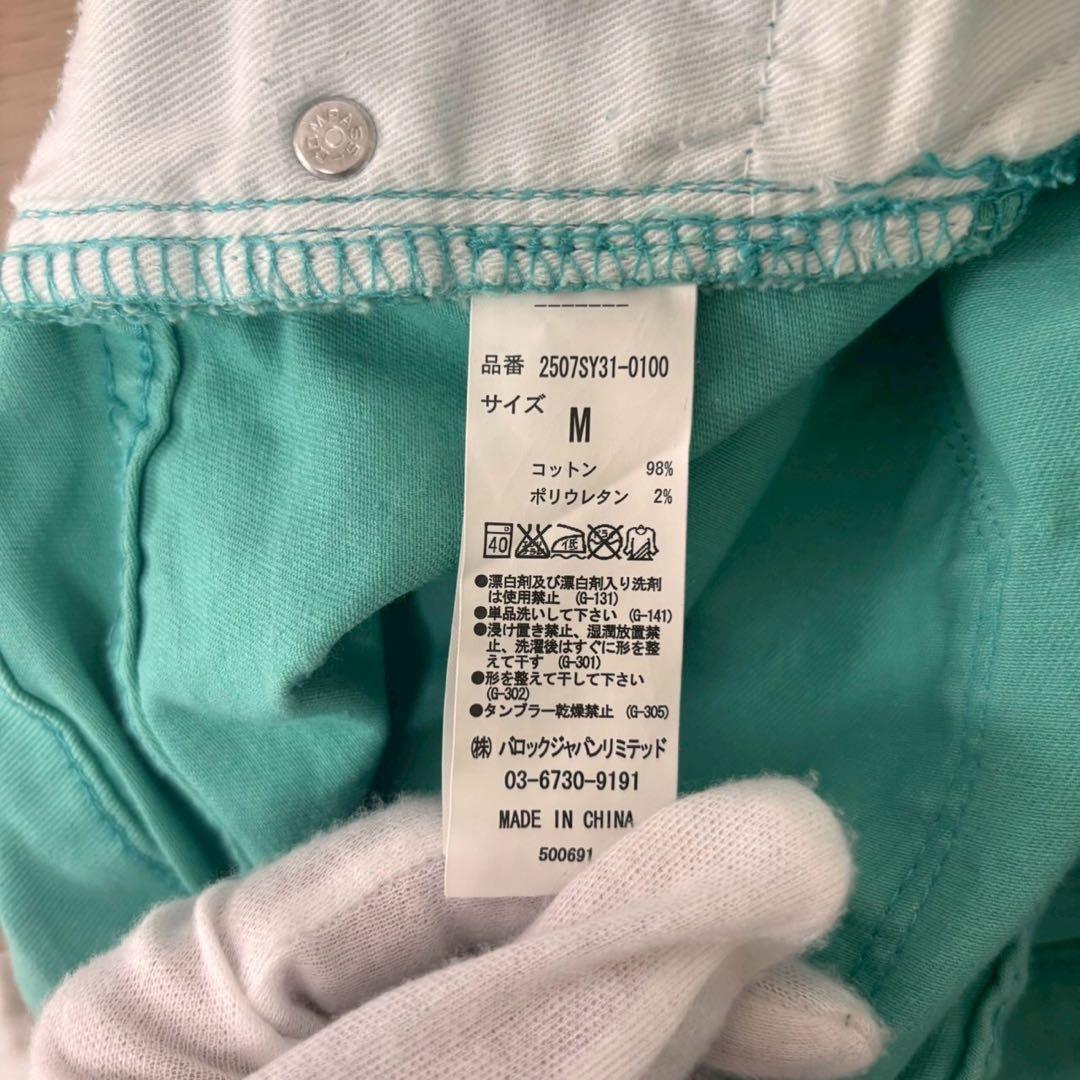 COMPASS
品番 2507SY31-0100
サイズ M
コットン 98%
ポリウレタン 2%
40 低
●漂白剤及び漂白剤入り洗剤
は使用禁止 (G-131)
●単品洗いして下さい (G-141)
●浸け置き禁止、湿潤放置禁
止、洗濯後はすぐに形を整
えて干す (G-301)
●形を整えて干して下さい
(G-302)
●タンブラー乾燥禁止 (G-305)
㈱ バロックジャパンリミテッド
03-6730-9191
MADE IN CHINA
500691